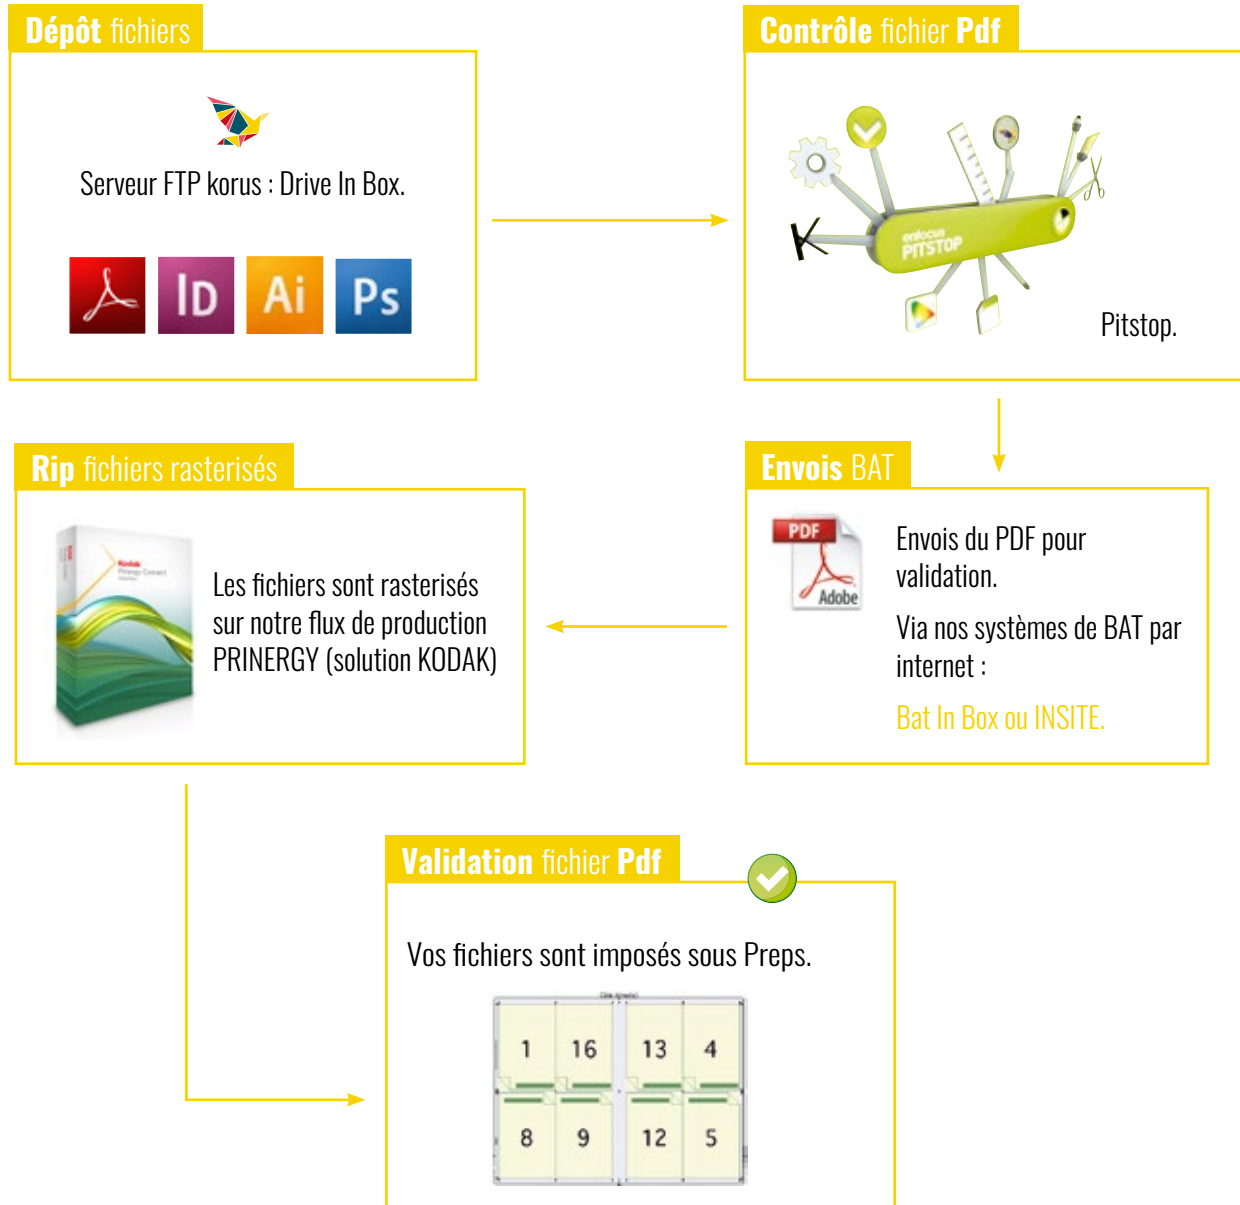 Dépôt fichiers
Serveur FTP korus : Drive In Box.
ID
Ai
Ps
Contrôle fichier Pdf
enfocus
PITSTOP
Pitstop.
Envois BAT
PDF
Adobe
Envois du PDF pour
validation.
Via nos systèmes de BAT par
internet :
Bat In Box ou INSITE.
Rip fichiers rasterisés
Kodak
Les fichiers sont rasterisés
sur notre flux de production
PRINERGY (solution KODAK)
Validation fichier Pdf
Vos fichiers sont imposés sous Preps.
1 16 13 4
8 9 12 5